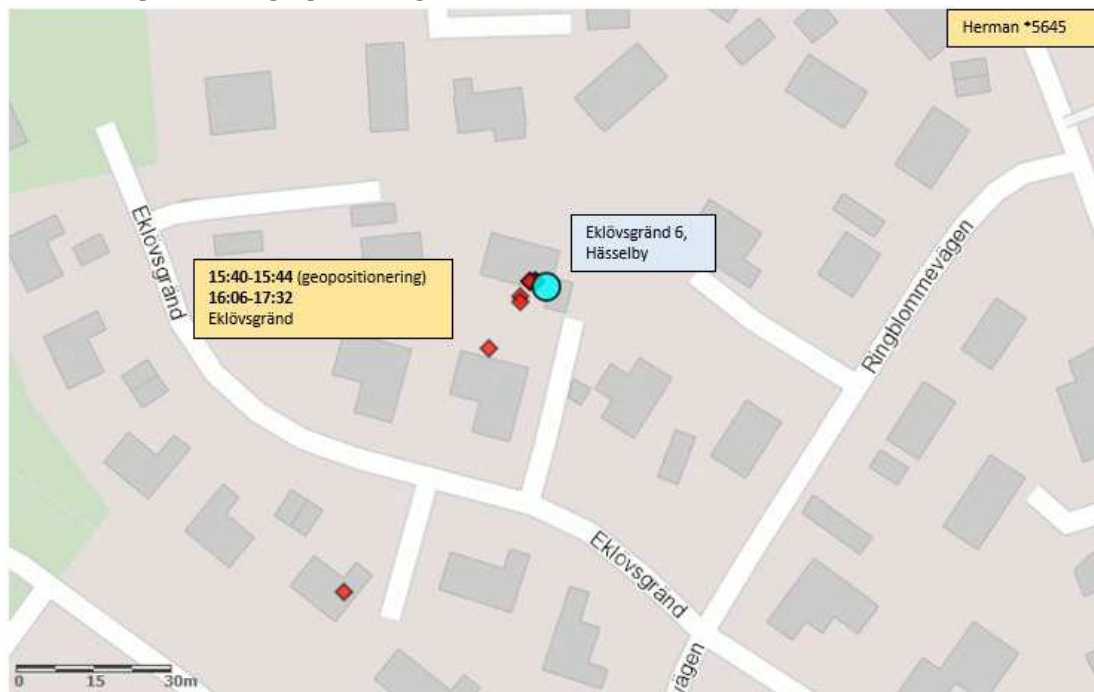 Herman *5645
Eklövsgränd 6,
Hässelby
15:40-15:44 (geopositionering)
16:06-17:32
Eklövsgränd
Eklövsgränd
Ringblommevägen
Eklövsgränd
vägen
0 15 30m